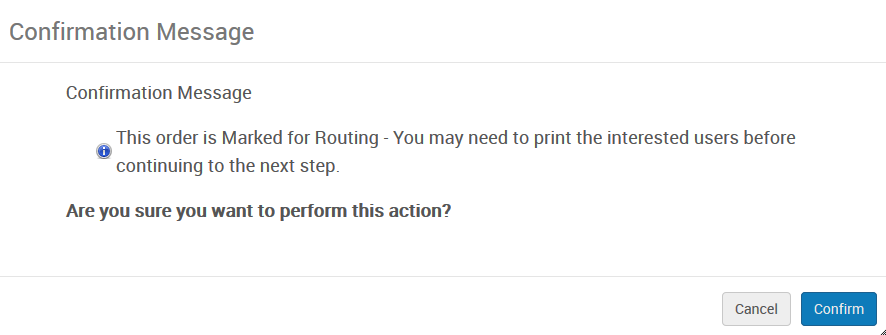 Confirmation Message
Confirmation Message
This order is Marked for Routing - You may need to print the interested users before
continuing to the next step.
Are you sure you want to perform this action?
Cancel Confirm